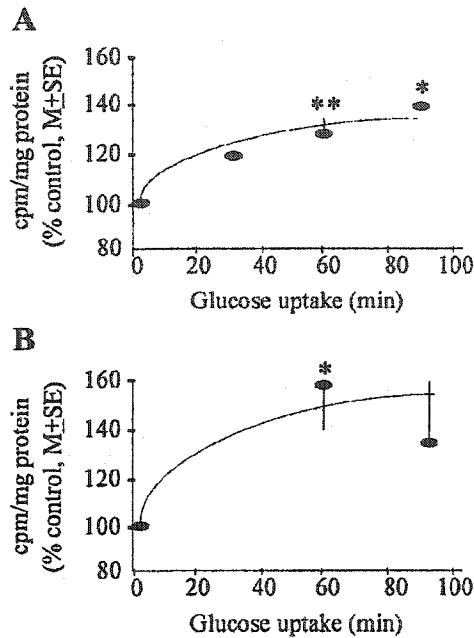 A
cpm/mg protein
(% control, M±SE)
160
140
120
100
80
** *
0 20 40 60 80 100
Glucose uptake (min)
B
cpm/mg protein
(% control, M±SE)
160
140
120
100
80
*
0 20 40 60 80 100
Glucose uptake (min)